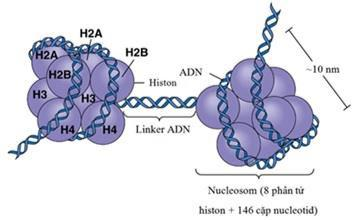 H2A
H2A
H2B
H2B
Histon
H3
H3
H4
H4
Linker ADN
ADN
~10 nm
Nucleosom (8 phân tử
histon + 146 cặp nucleotid)